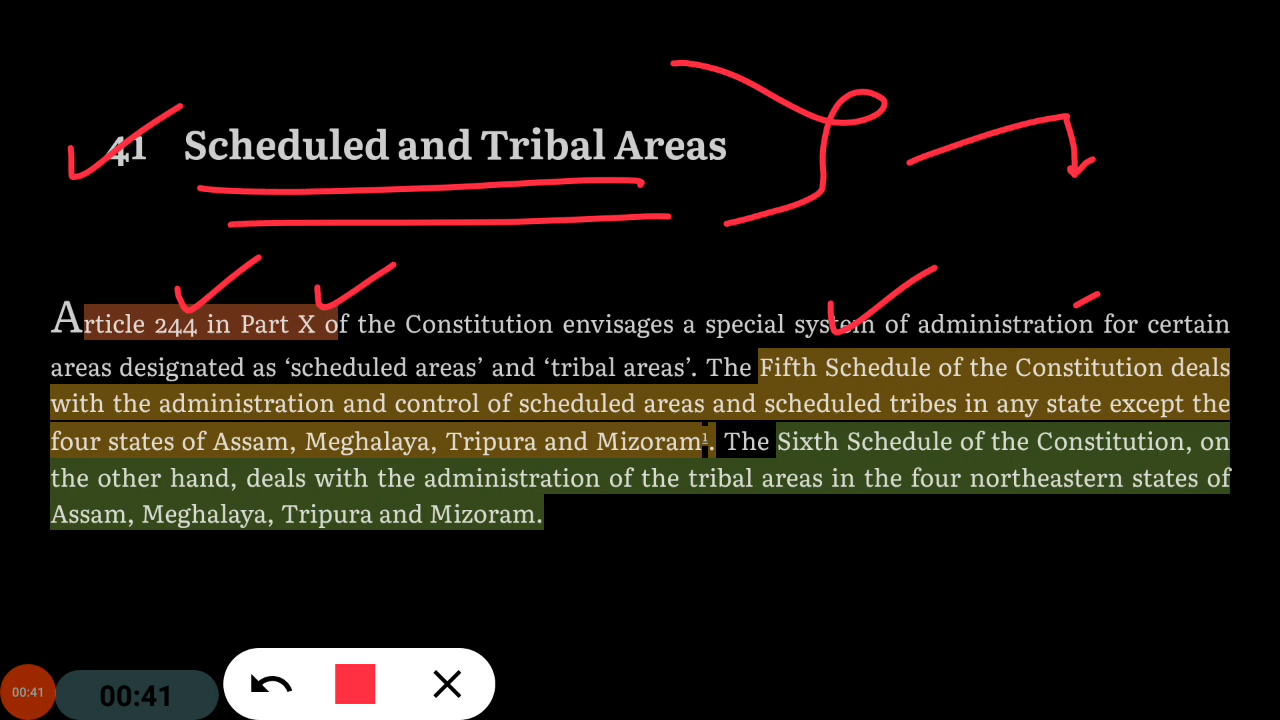 41 Scheduled and Tribal Areas
Article 244 in Part X of the Constitution envisages a special system of administration for certain
areas designated as ‘scheduled areas’ and ‘tribal areas’. The Fifth Schedule of the Constitution deals
with the administration and control of scheduled areas and scheduled tribes in any state except the
four states of Assam, Meghalaya, Tripura and Mizoram¹. The Sixth Schedule of the Constitution, on
the other hand, deals with the administration of the tribal areas in the four northeastern states of
Assam, Meghalaya, Tripura and Mizoram.
00:41 00:41